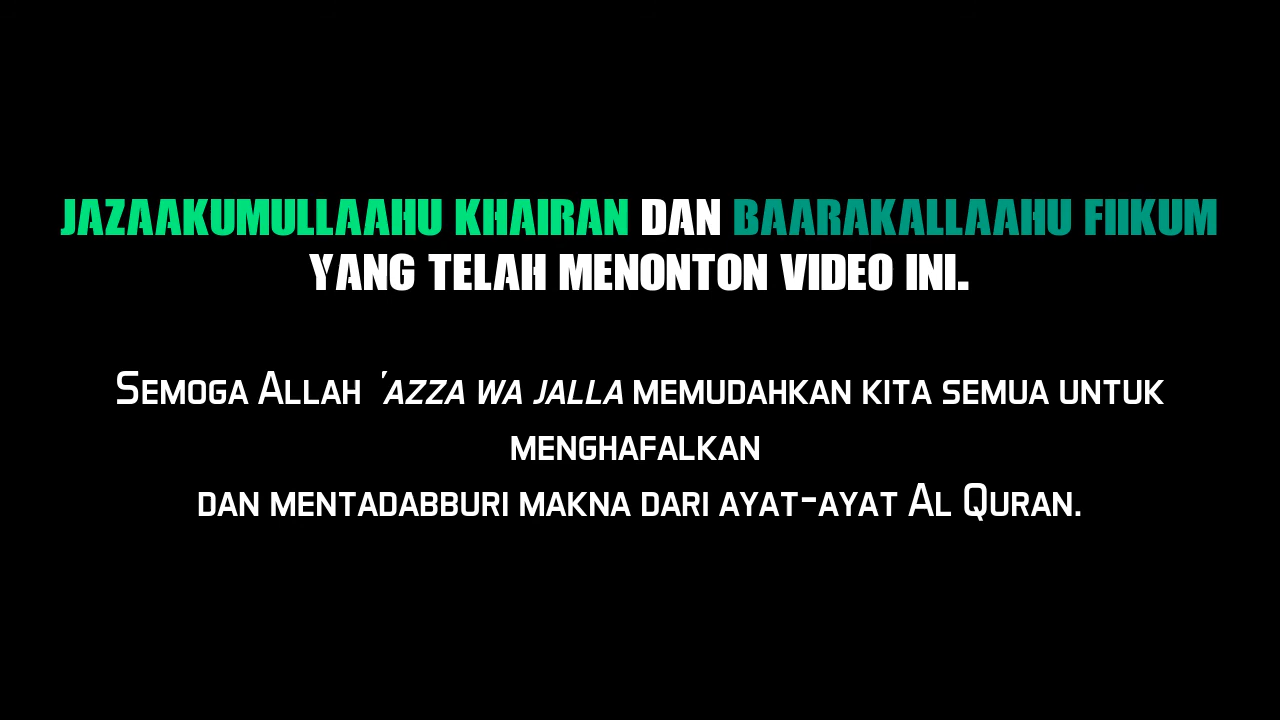 JAZAAKUMULLAAHU KHAIRAN DAN BAARAKALLAAHU FIIKUM
YANG TELAH MENONTON VIDEO INI.
Semoga Allah 'azza wa jalla memudahkan kita semua untuk
menghafalkan
dan mentadabburi makna dari ayat-ayat Al Quran.